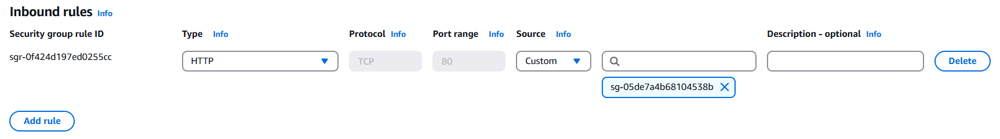 Inbound rules Info
Security group rule ID Type Info Protocol Info Port range Info Source Info Description - optional Info
sgr-0f424d197ed0255cc HTTP TCP 80 Custom Delete
sg-05de7a4b68104538b
Add rule